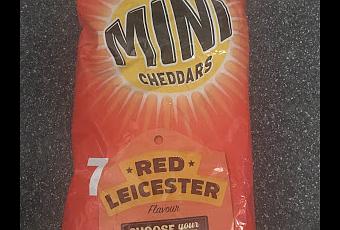 MINI
CHEDDARS
7
RED
LEICESTER
Flavour
CHOOSE your